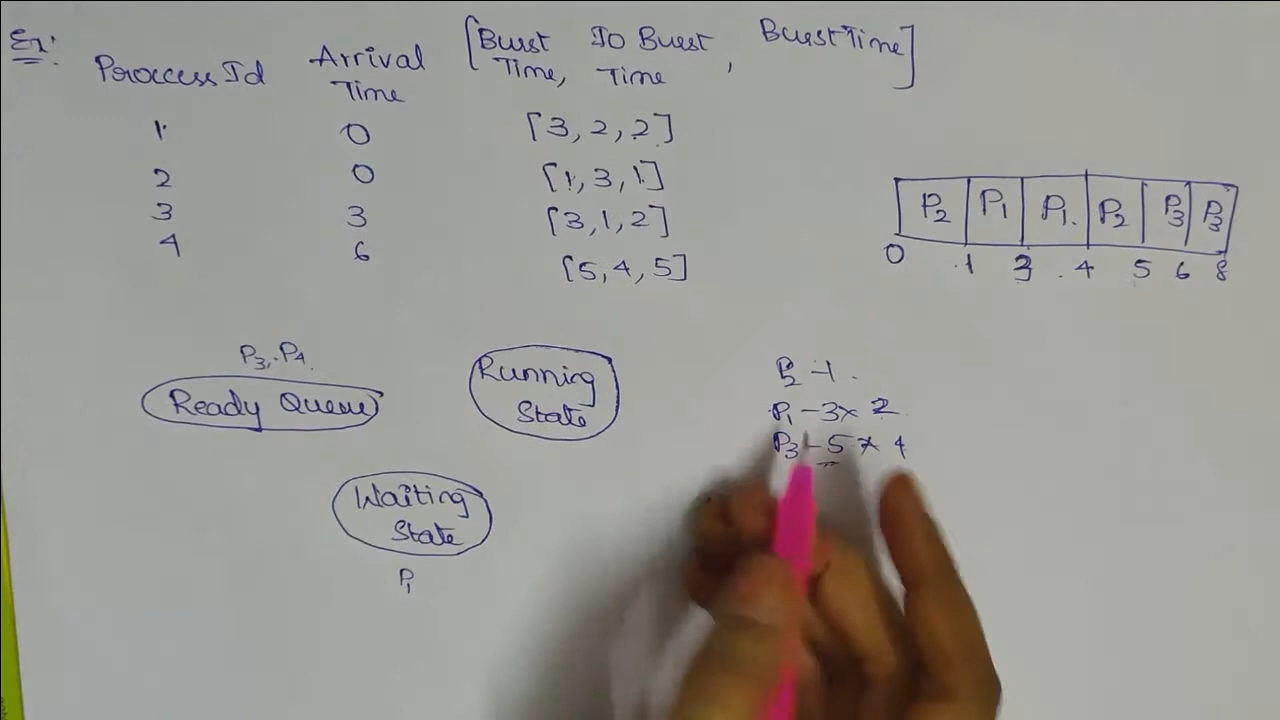 Ex:
Process Id Arrival Time [Burst Time, IO Burst Time, Burst Time]
1 0 [3, 2, 2]
2 0 [1, 3, 1]
3 3 [3, 1, 2]
4 6 [5, 4, 5]
P2 P1 P1 P2 P3 P3
0 1 3 4 5 6 8
P3, P4
Ready Queue
Running State
Waiting State
P1
P2 - 1
P1 - 3 x 2
P3 - 5 x 4